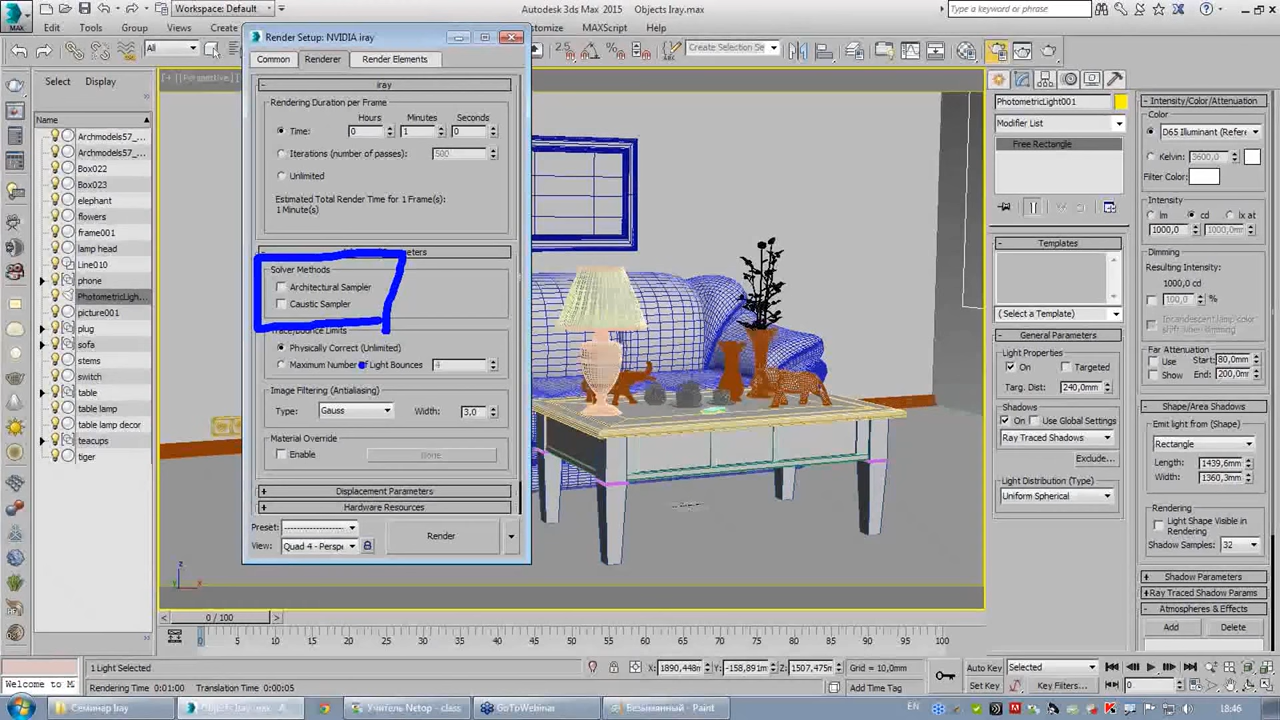 Workspace: Default
Autodesk 3ds Max 2015    Objects Iray.max
Type a keyword or phrase
Edit Tools Group Views Create Customize MAXScript Help
MAX
All
2.5
Create Selection Se
Render Setup: NVIDIA iray
Common Renderer Render Elements
iray
Rendering Duration per Frame
Hours Minutes Seconds
Time: 0 1 0
Iterations (number of passes): 500
Unlimited
Estimated Total Render Time for 1 Frame(s):
1 Minute(s)
Solver Methods
Architectural Sampler
Caustic Sampler
Physically Correct (Unlimited)
Maximum Number of Light Bounces 4
Image Filtering (Antialiasing)
Type: Gauss Width: 3,0
Material Override
Enable None
Displacement Parameters
Hardware Resources
Preset: ----------------------
View: Quad 4 - Perspe
Render
Select Display
Name
Archmodels57_...
Archmodels57_...
Box022
Box023
elephant
flowers
frame001
lamp head
Line010
phone
PhotometricLigh...
picture001
plug
sofa
stems
switch
table
table lamp
table lamp decor
teacups
tiger
PhotometricLight001
Modifier List
Free Rectangle
Templates
(Select a Template)
General Parameters
Light Properties
On Targeted
Targ. Dist: 240,0mm
Shadows
On Use Global Settings
Ray Traced Shadows
Exclude...
Light Distribution (Type)
Uniform Spherical
Intensity/Color/Attenuation
Color
D65 Illuminant (Refere
Kelvin: 3600,0
Filter Color:
Intensity
lm cd lx at
1000,0 1000,0mm
Dimming
Resulting Intensity:
1000,0 cd
100,0 %
Incandescent lamp color
shift when dimming
Far Attenuation
Use Start: 80,0mm
Show End: 200,0mm
Shape/Area Shadows
Emit light from (Shape)
Rectangle
Length: 1439,6mm
Width: 1360,3mm
Rendering
Light Shape Visible in
Rendering
Shadow Samples: 32
Shadow Parameters
Ray Traced Shadow Params
Atmospheres & Effects
Add Delete
0 / 100
0 5 10 15 20 25 30 35 40 45 50 55 60 65 70 75 80 85 90 95 100
1 Light Selected
X: 1890,448m Y: -158,891m Z: 1507,475m Grid = 10,0mm
Auto Key Selected
Welcome to M
Rendering Time 0:01:00 Translation Time 0:00:05
Add Time Tag
Set Key Key Filters...
0
Семинар Iray
Objects Iray.max ...
Учитель Netop - class
GoToWebinar
Безымянный - Paint
EN
18:46